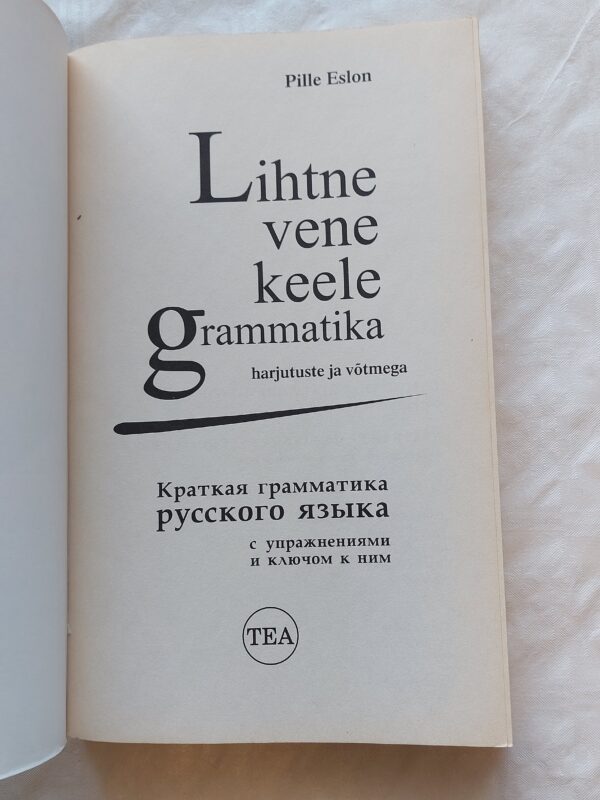 Pille Eslon
Lihtne
vene
keele
grammatika
harjutuste ja võtmega
Краткая грамматика
русского языка
с упражнениями
и ключом к ним
TEA